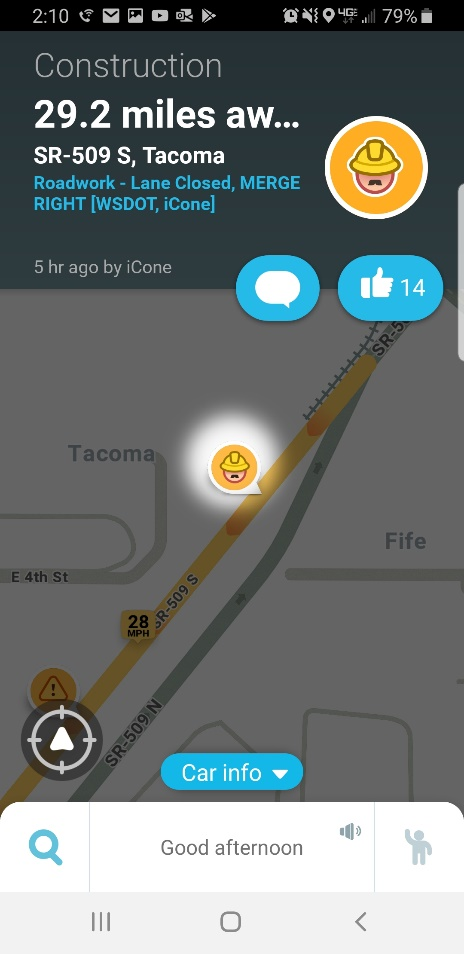 2:10
4GE
79%
Construction
29.2 miles aw...
SR-509 S, Tacoma
Roadwork - Lane Closed, MERGE
RIGHT [WSDOT, iCone]
5 hr ago by iCone
14
SR-50
Tacoma
Fife
E 4th St
SR-509 S
28
MPH
SR-509 N
Car info
Good afternoon